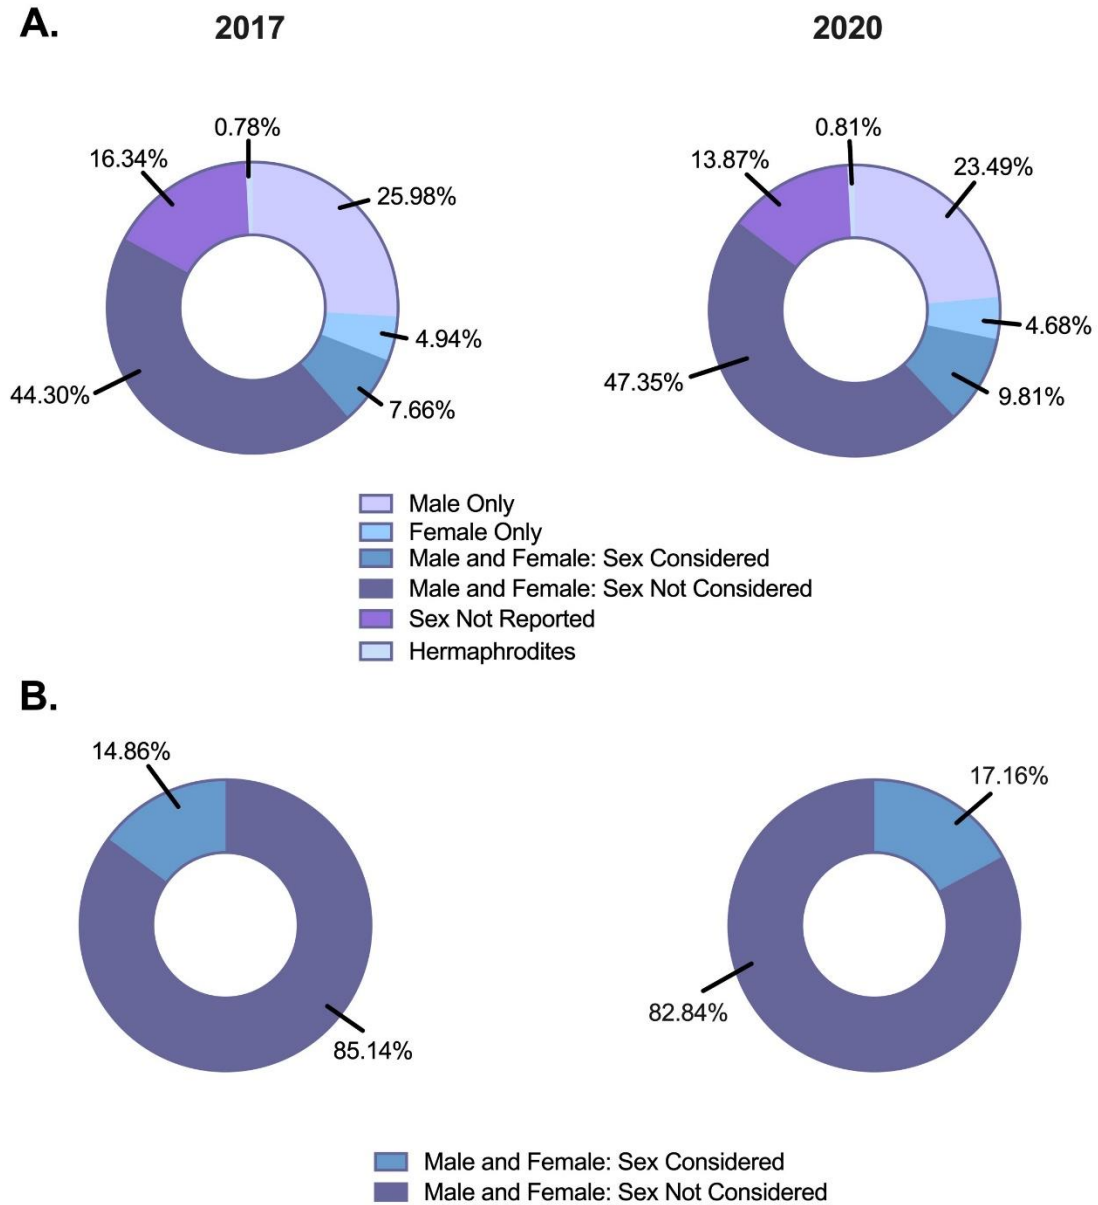 A.
2017
2020
0.78%
16.34%
25.98%
4.94%
7.66%
44.30%
0.81%
13.87%
23.49%
4.68%
9.81%
47.35%
Male Only
Female Only
Male and Female: Sex Considered
Male and Female: Sex Not Considered
Sex Not Reported
Hermaphrodites
B.
14.86%
85.14%
17.16%
82.84%
Male and Female: Sex Considered
Male and Female: Sex Not Considered